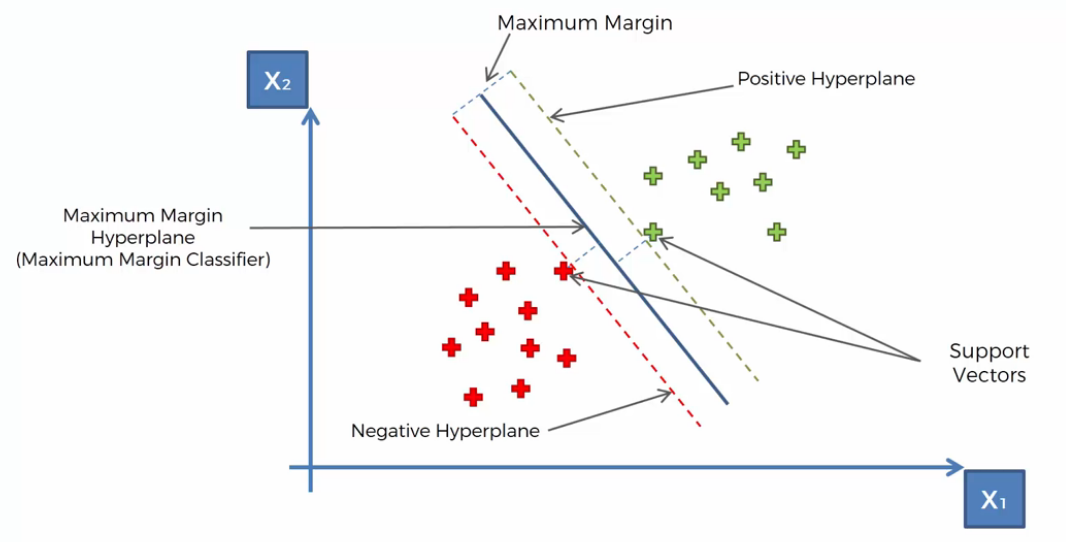 Maximum Margin
X₂
Positive Hyperplane
Maximum Margin
Hyperplane
(Maximum Margin Classifier)
Support
Vectors
Negative Hyperplane
X₁